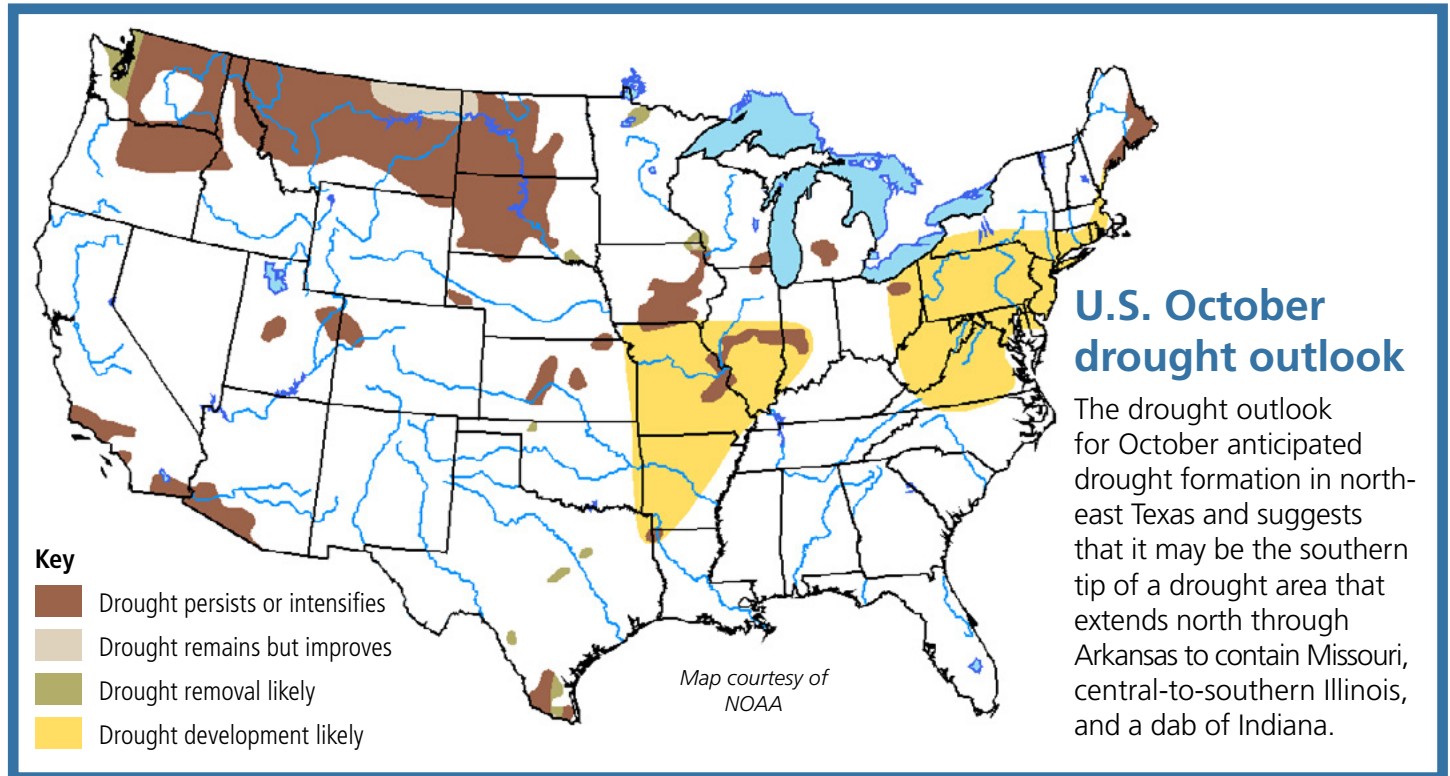 U.S. October
drought outlook
The drought outlook
for October anticipated
drought formation in north-
east Texas and suggests
that it may be the southern
tip of a drought area that
extends north through
Arkansas to contain Missouri,
central-to-southern Illinois,
and a dab of Indiana.
Key
Drought persists or intensifies
Drought remains but improves
Drought removal likely
Drought development likely
Map courtesy of
NOAA